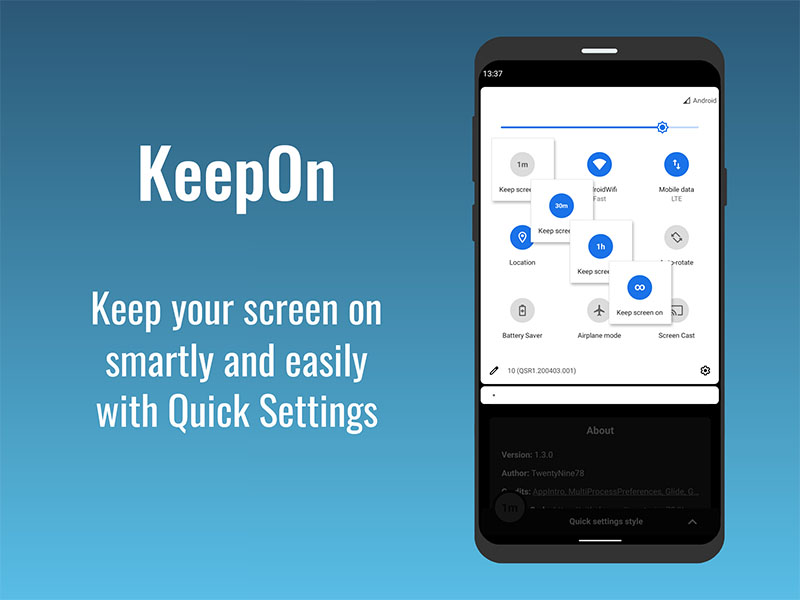 KeepOn
Keep your screen on
smartly and easily
with Quick Settings
13:37
Android
1m
Keep scree
roidWifi
Fast
Mobile data
LTE
30m
Keep scree
Location
1h
Keep scree
Auto-rotate
∞
Keep screen on
Battery Saver
Airplane mode
Screen Cast
10 (QSR1.200403.001)
About
Version: 1.3.0
Author: TwentyNine78
Credits: AppIntro, MultiProcessPreferences, Glide, G...
1m
Quick settings style